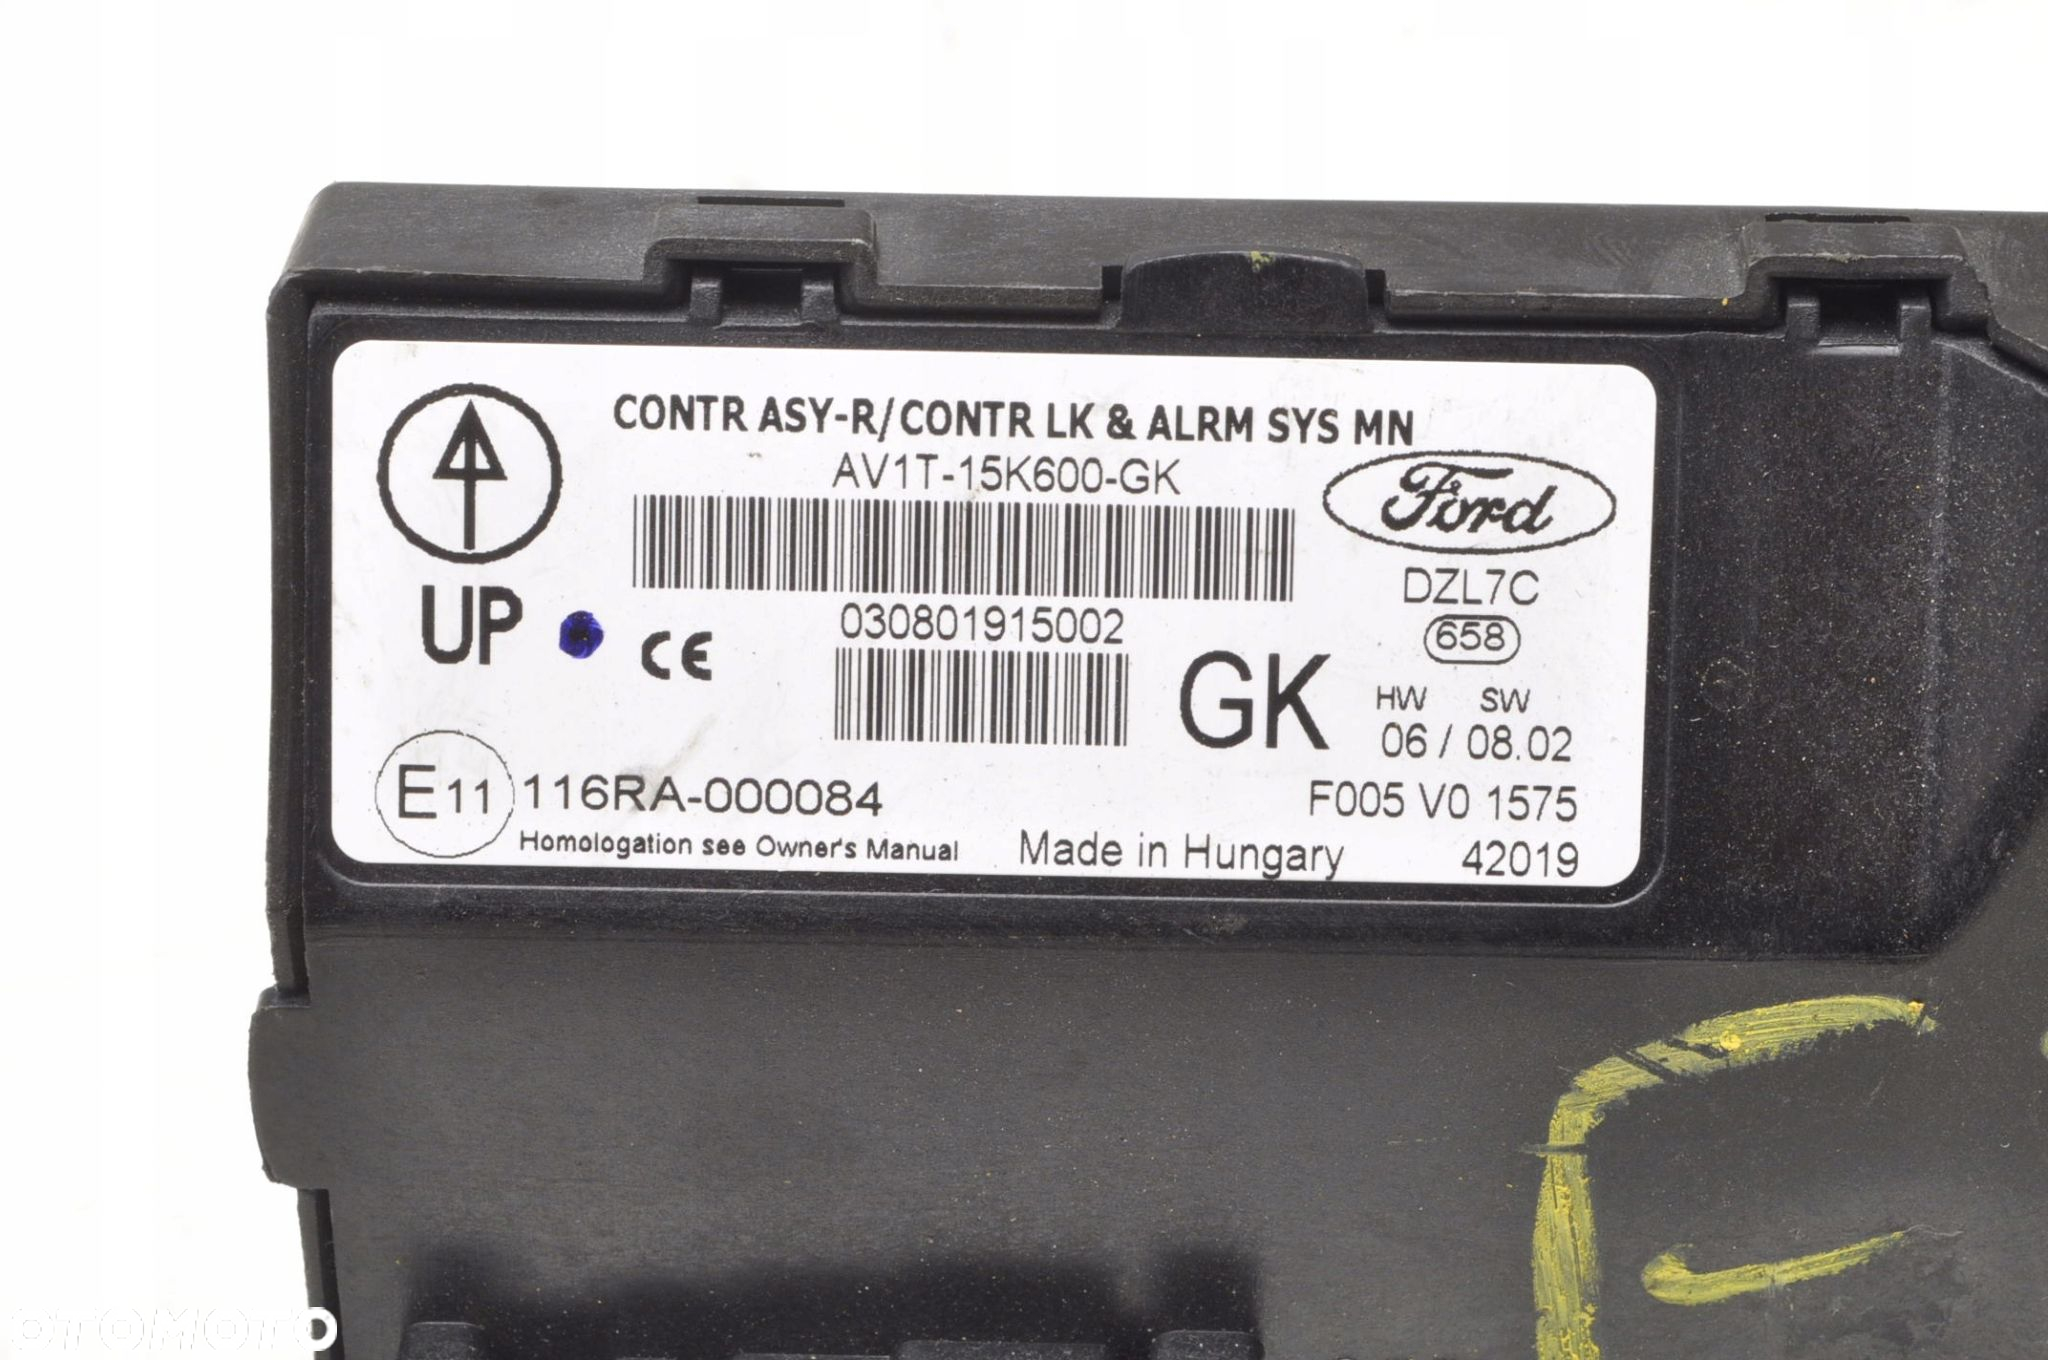 CONTR ASY-R/CONTR LK & ALRM SYS MN
AV1T-15K600-GK
Ford
UP
030801915002
DZL7C
658
CE
GK
HW SW
06 / 08.02
E11 116RA-000084
F005 V0 1575
Homologation see Owner's Manual
Made in Hungary
42019
OTOMOTO